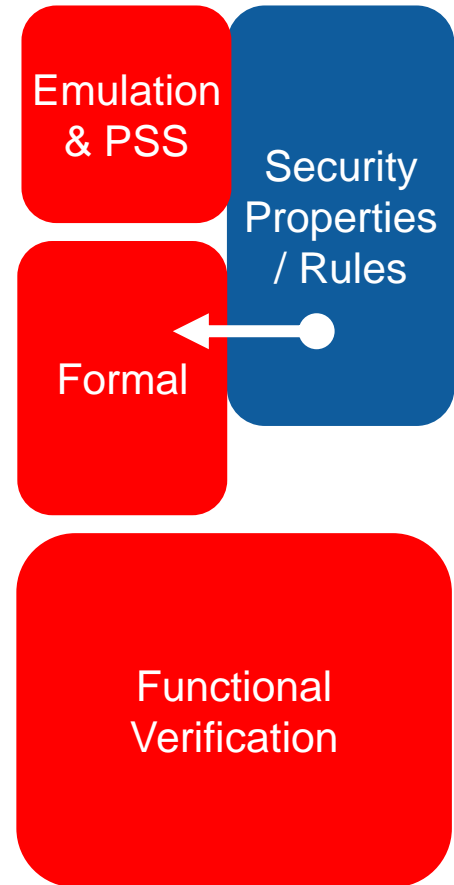 Emulation
& PSS
Security
Properties
/ Rules
Formal
Functional
Verification